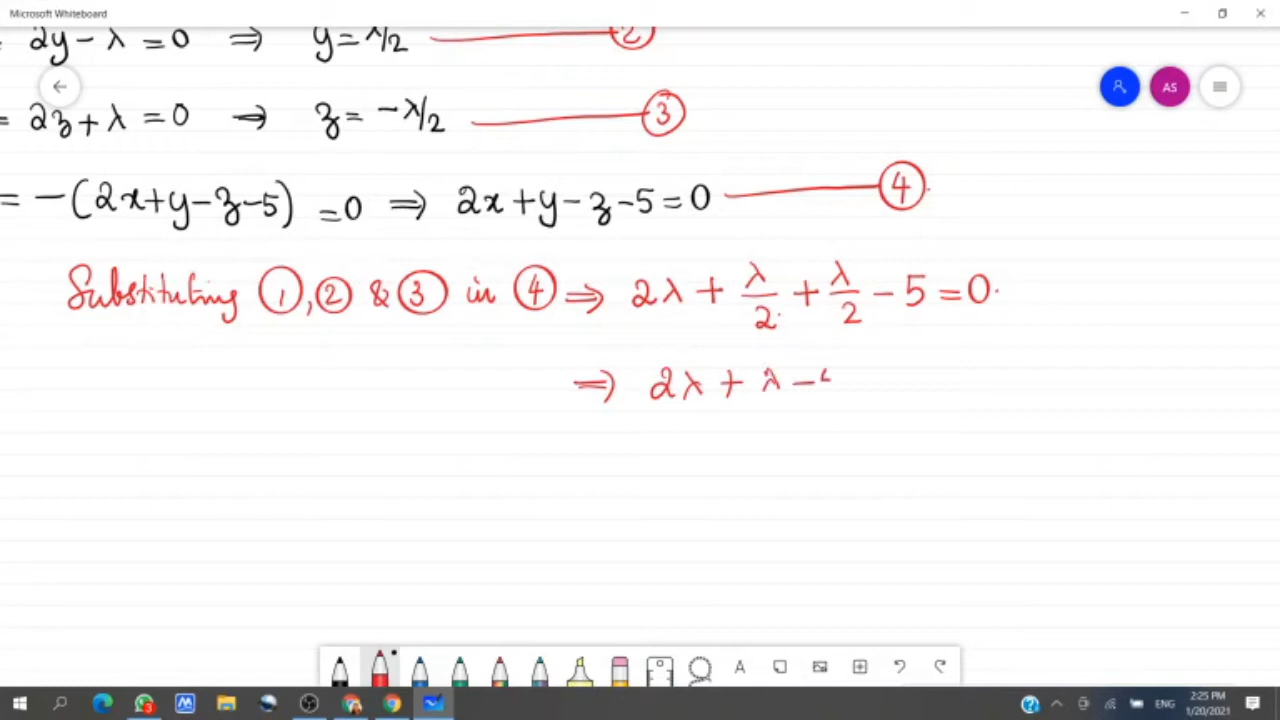 Microsoft Whiteboard
= 2y - λ = 0 ⇒ y = λ/2 ——— ②
= 2z + λ = 0 ⇒ z = -λ/2 ——— ③
AS
= -(2x+y-z-5) = 0 ⇒ 2x+y-z-5=0 ——— ④
Substituting ①,② & ③ in ④ ⇒ 2λ + λ/2 + λ/2 - 5 = 0.
⇒ 2λ + λ -
A
3
ENG
2:25 PM
1/20/2021